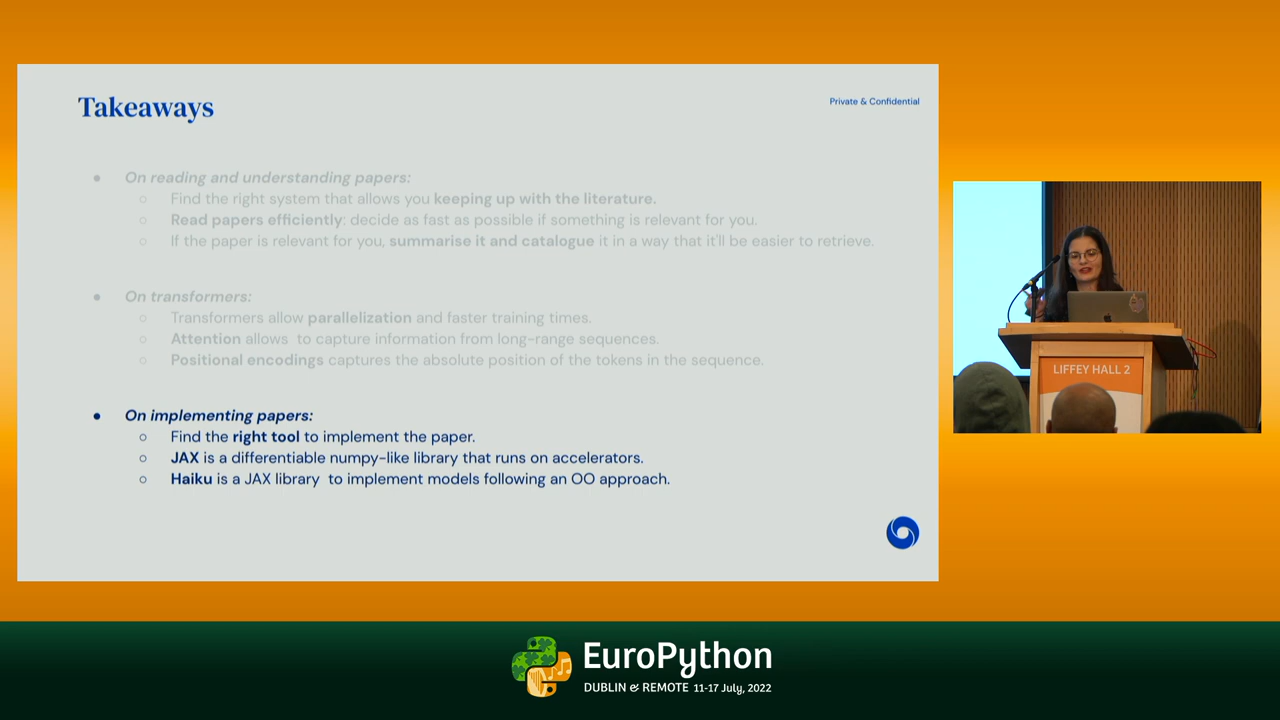 Takeaways
Private & Confidential
● On reading and understanding papers:
○ Find the right system that allows you keeping up with the literature.
○ Read papers efficiently: decide as fast as possible if something is relevant for you.
○ If the paper is relevant for you, summarise it and catalogue it in a way that it'll be easier to retrieve.
● On transformers:
○ Transformers allow parallelization and faster training times.
○ Attention allows to capture information from long-range sequences.
○ Positional encodings captures the absolute position of the tokens in the sequence.
● On implementing papers:
○ Find the right tool to implement the paper.
○ JAX is a differentiable numpy-like library that runs on accelerators.
○ Haiku is a JAX library to implement models following an OO approach.
LIFFEY HALL 2
EuroPython
DUBLIN & REMOTE 11-17 July, 2022